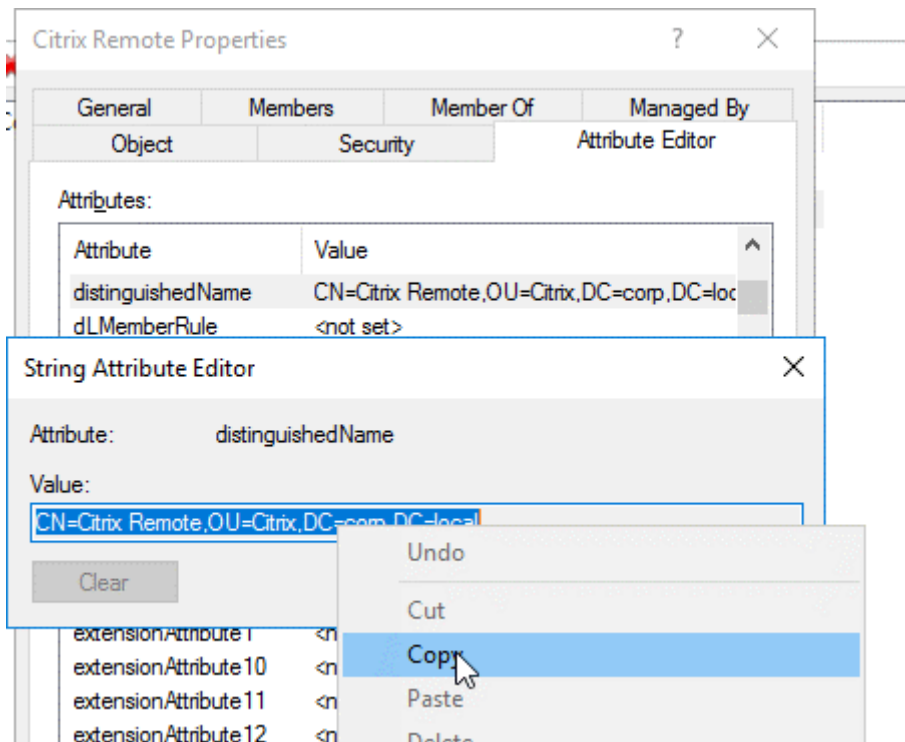 Citrix Remote Properties ?
General Members Member Of Managed By
Object Security Attribute Editor
Attributes:
Attribute Value
distinguishedName CN=Citrix Remote,OU=Citrix,DC=corp,DC=loc
dLMemberRule <not set>
String Attribute Editor
Attribute: distinguishedName
Value:
CN=Citrix Remote,OU=Citrix,DC=corp,DC=local
Undo
Clear
Cut
extensionAttribute1 <n
Copy
extensionAttribute10 <n
extensionAttribute11 <n
Paste
extensionAttribute12 <n
Delete